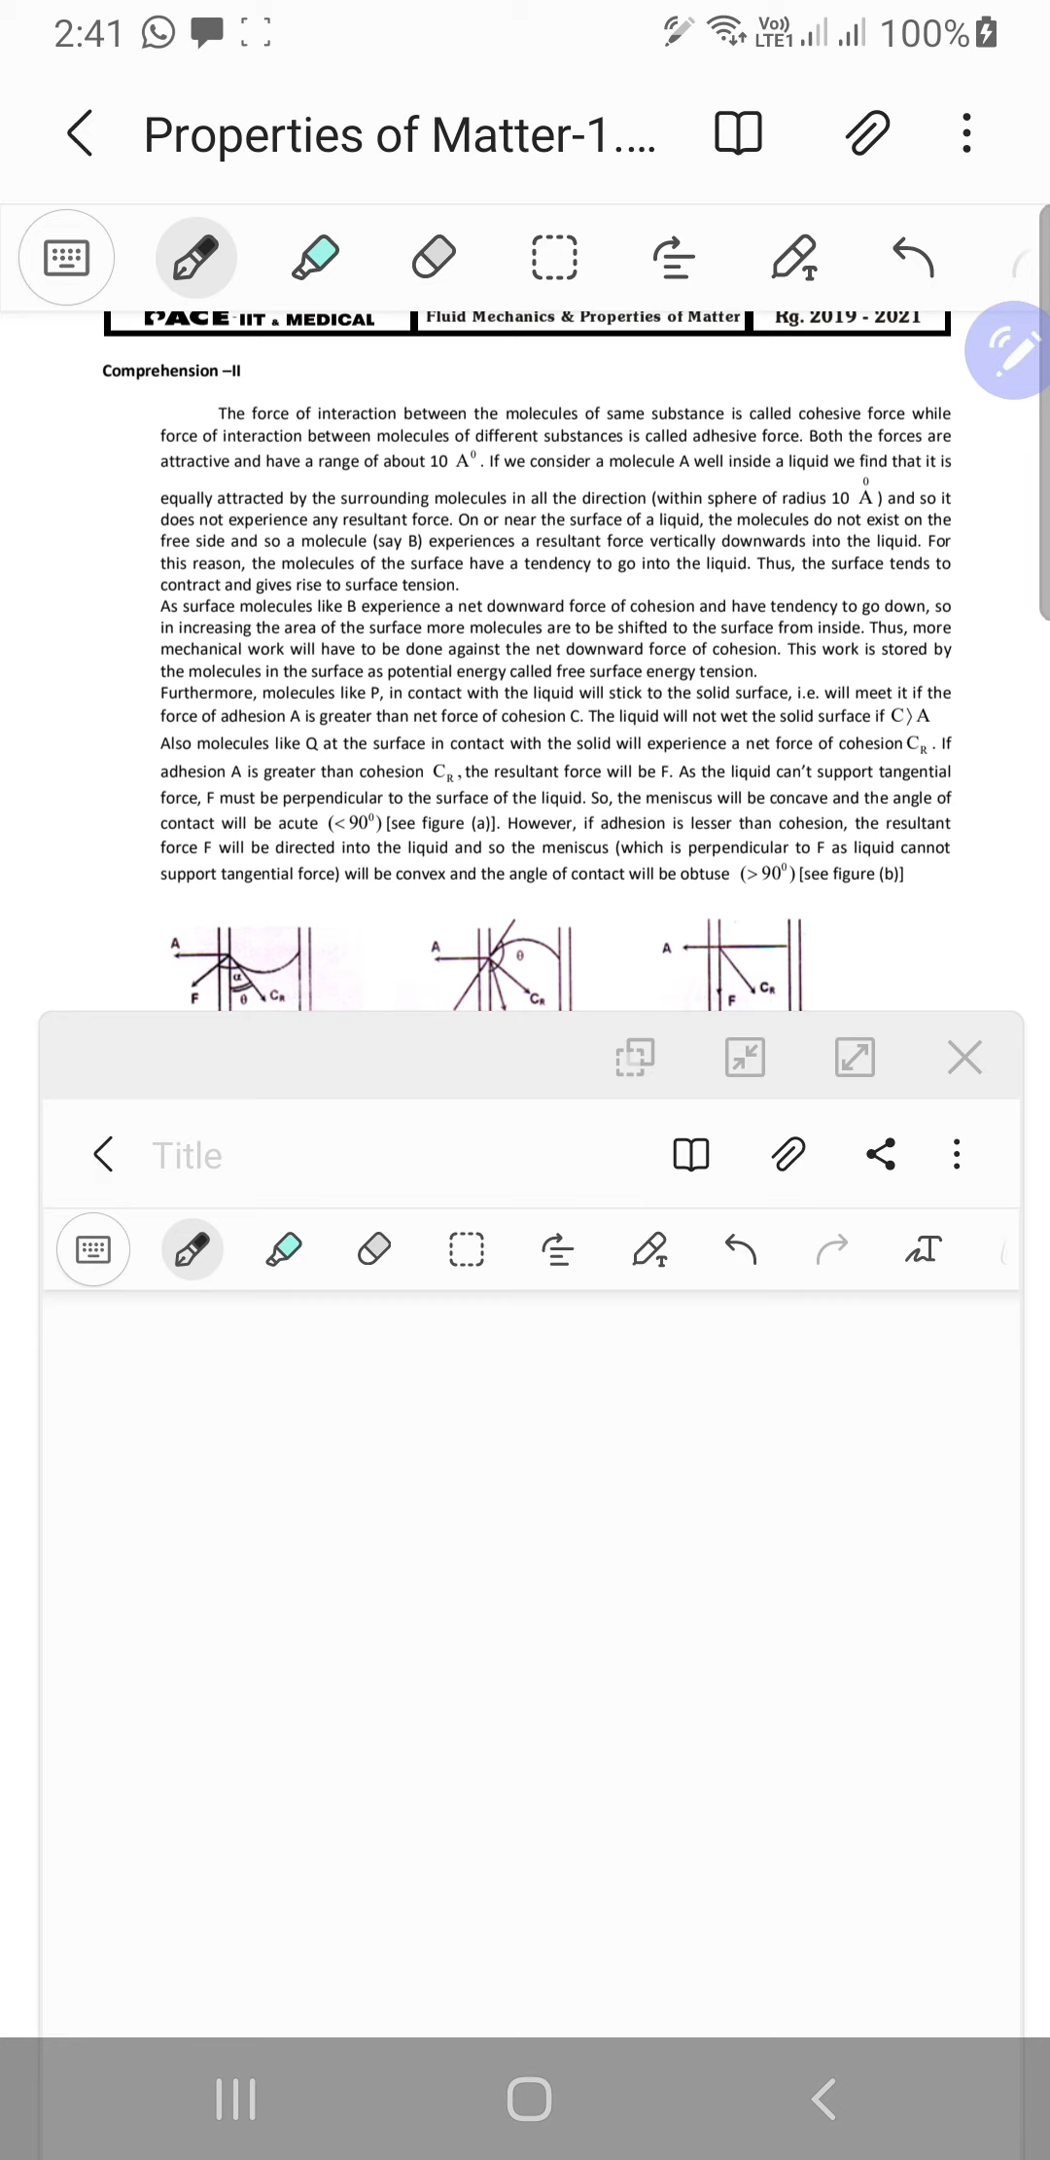 2:41 Vo)) LTE1 100%
Properties of Matter-1....
T
PACE IIT & MEDICAL Fluid Mechanics & Properties of Matter Rg. 2019 - 2021
Comprehension –II
The force of interaction between the molecules of same substance is called cohesive force while
force of interaction between molecules of different substances is called adhesive force. Both the forces are
attractive and have a range of about 10 A⁰. If we consider a molecule A well inside a liquid we find that it is
0
equally attracted by the surrounding molecules in all the direction (within sphere of radius 10 A) and so it
does not experience any resultant force. On or near the surface of a liquid, the molecules do not exist on the
free side and so a molecule (say B) experiences a resultant force vertically downwards into the liquid. For
this reason, the molecules of the surface have a tendency to go into the liquid. Thus, the surface tends to
contract and gives rise to surface tension.
As surface molecules like B experience a net downward force of cohesion and have tendency to go down, so
in increasing the area of the surface more molecules are to be shifted to the surface from inside. Thus, more
mechanical work will have to be done against the net downward force of cohesion. This work is stored by
the molecules in the surface as potential energy called free surface energy tension.
Furthermore, molecules like P, in contact with the liquid will stick to the solid surface, i.e. will meet it if the
force of adhesion A is greater than net force of cohesion C. The liquid will not wet the solid surface if C⟩A
Also molecules like Q at the surface in contact with the solid will experience a net force of cohesion C_R. If
adhesion A is greater than cohesion C_R, the resultant force will be F. As the liquid can't support tangential
force, F must be perpendicular to the surface of the liquid. So, the meniscus will be concave and the angle of
contact will be acute (<90⁰) [see figure (a)]. However, if adhesion is lesser than cohesion, the resultant
force F will be directed into the liquid and so the meniscus (which is perpendicular to F as liquid cannot
support tangential force) will be convex and the angle of contact will be obtuse (>90⁰) [see figure (b)]
A α F θ C_R
A θ C_R
A C_R F
Title
T T